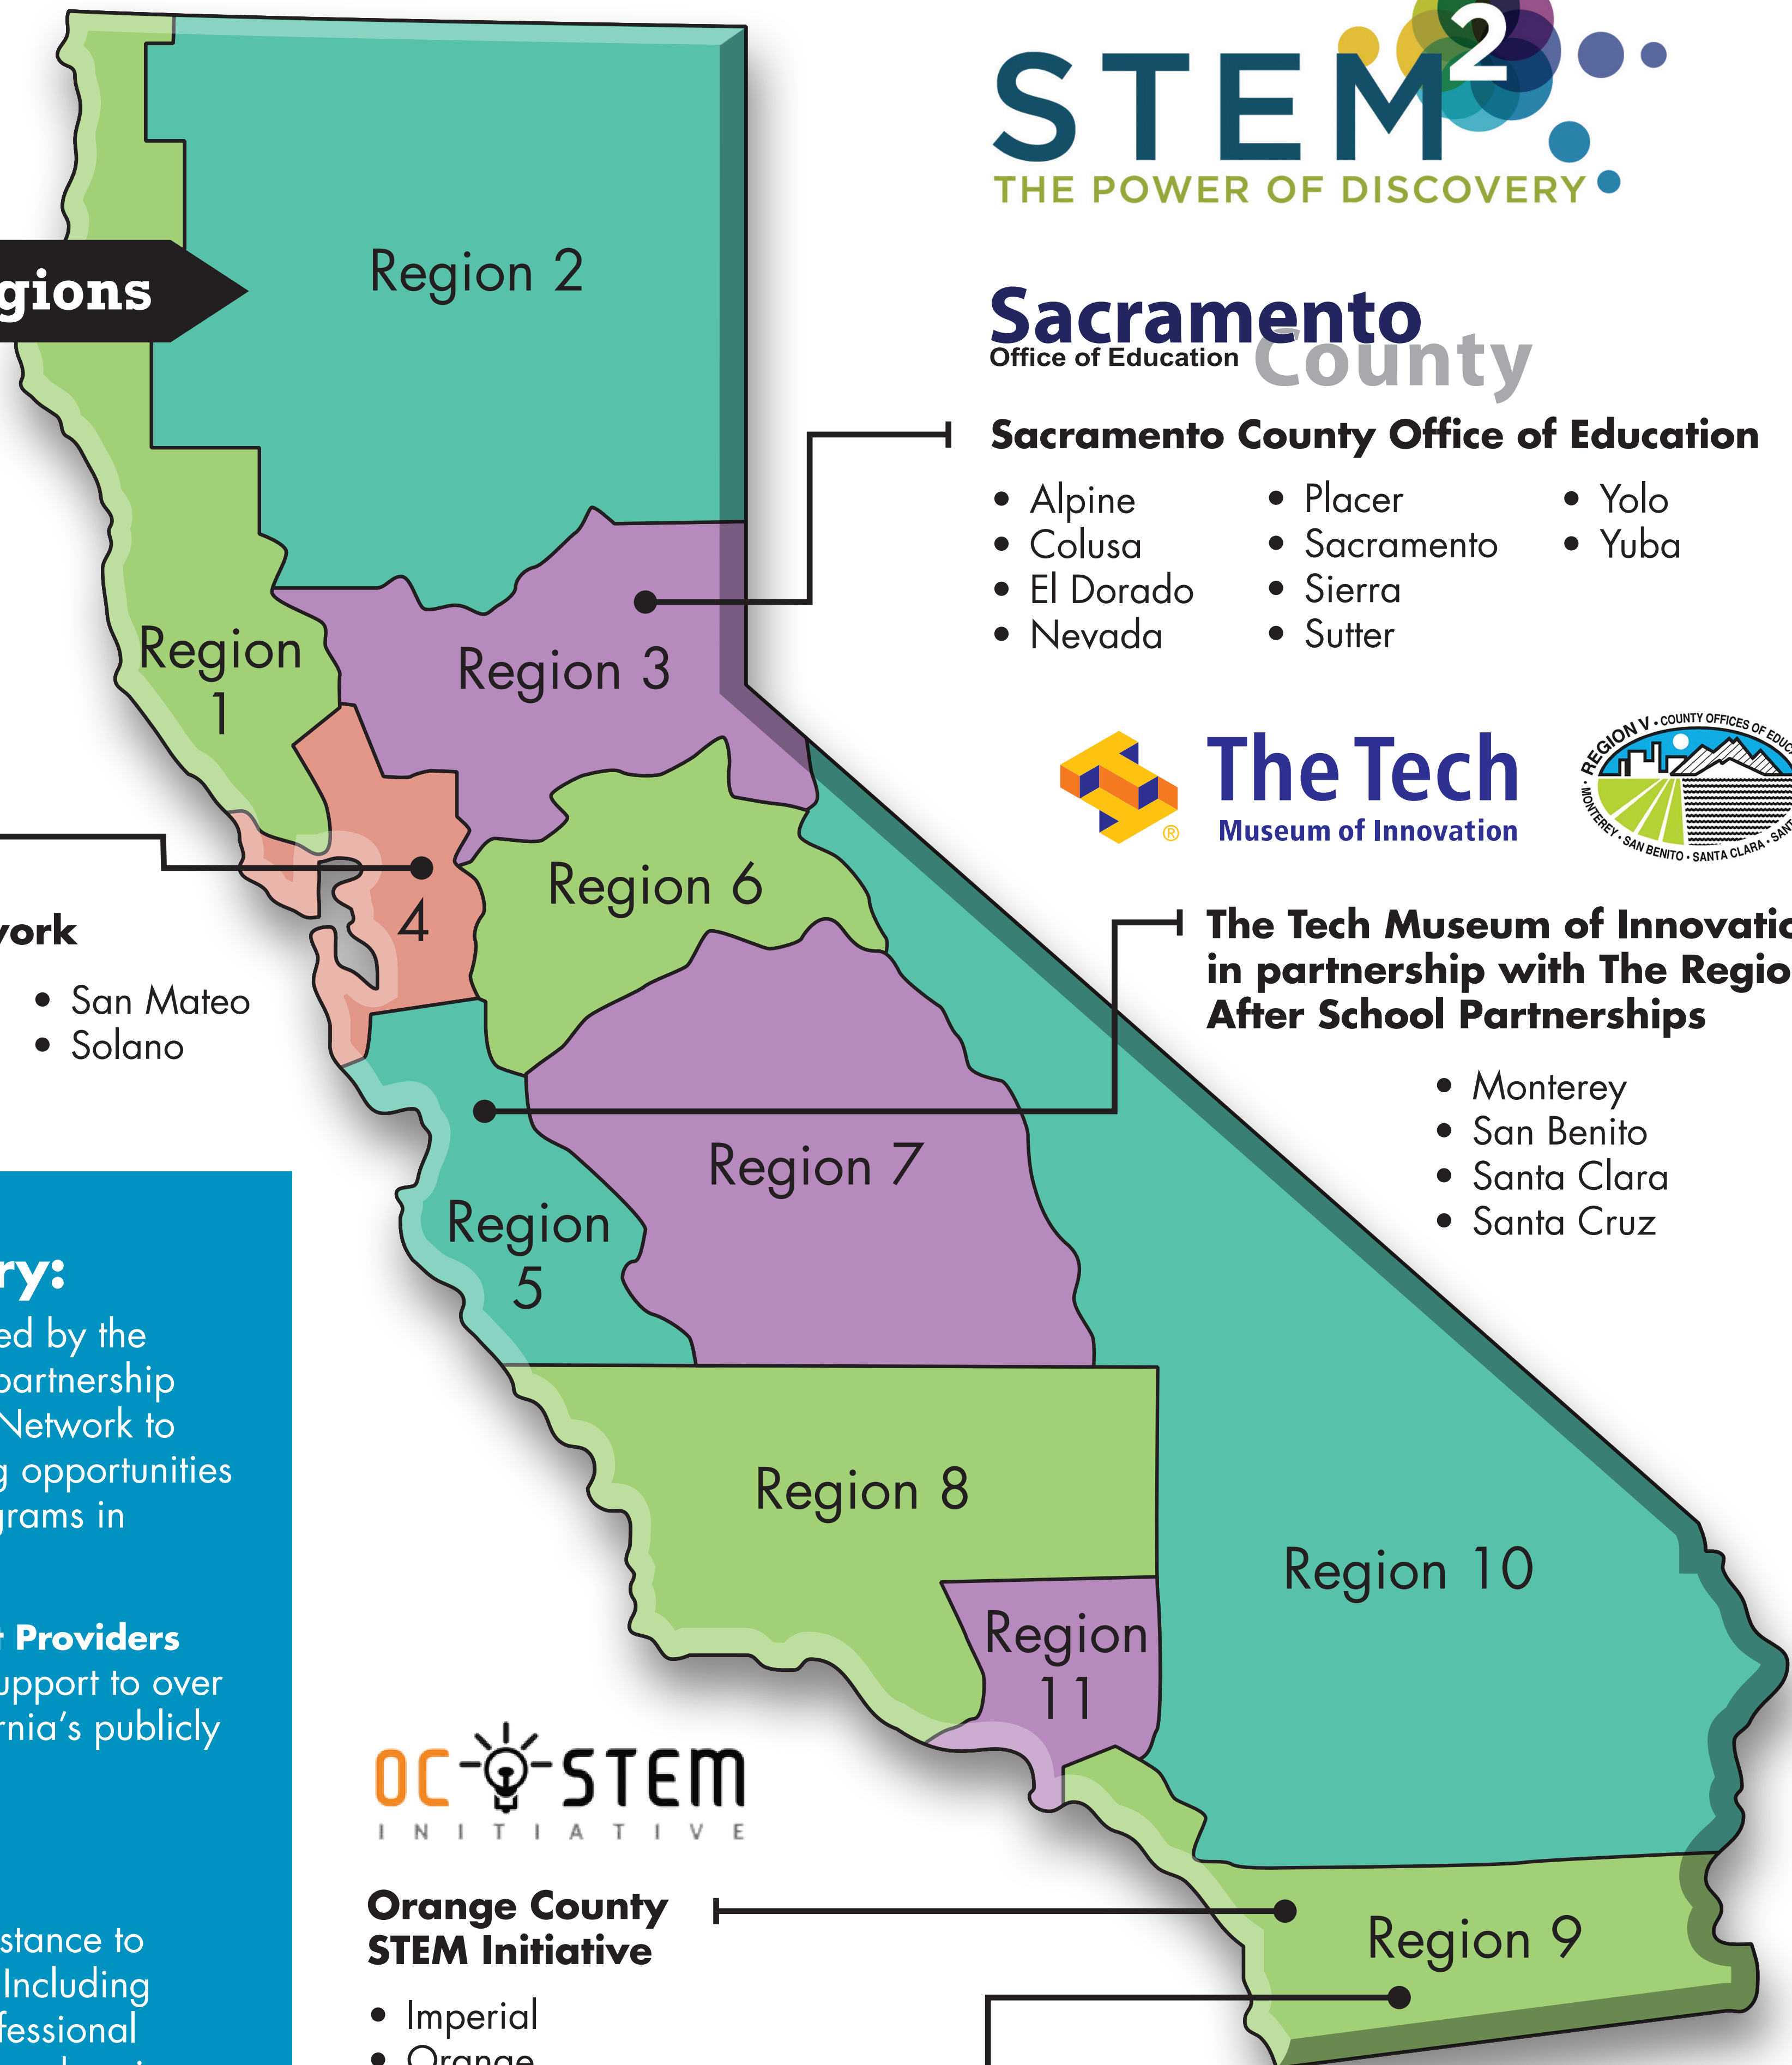 STEM2
THE POWER OF DISCOVERY
gions
Region 2
Sacramento
Office of Education County
Sacramento County Office of Education
• Alpine
• Colusa
• El Dorado
• Nevada
• Placer
• Sacramento
• Sierra
• Sutter
• Yolo
• Yuba
Region
1
Region 3
The Tech
Museum of Innovation
®
REGION V • COUNTY OFFICES OF EDUC
MONTEREY • SAN BENITO • SANTA CLARA • SANT
Region 6
4
York
• San Mateo
• Solano
The Tech Museum of Innovatio
in partnership with The Regio
After School Partnerships
• Monterey
• San Benito
• Santa Clara
• Santa Cruz
Region 7
Region
5
ry:
ed by the
partnership
Network to
g opportunities
grams in
t Providers
upport to over
rnia's publicly
stance to
Including
fessional
Region 8
Region 10
Region
11
OC STEM
INITIATIVE
Orange County
STEM Initiative
• Imperial
• Orange
Region 9